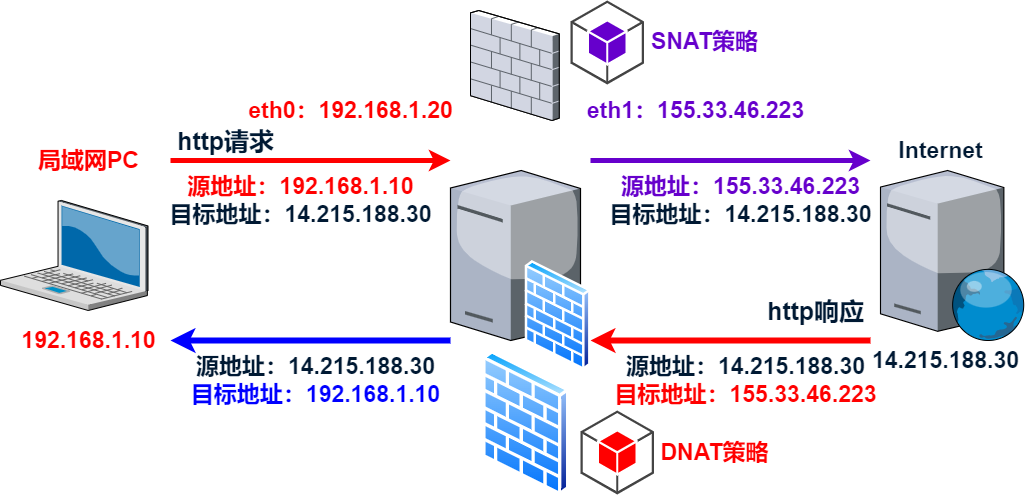 SNAT策略
eth0：192.168.1.20
eth1：155.33.46.223
http请求
局域网PC
Internet
源地址：192.168.1.10
目标地址：14.215.188.30
源地址：155.33.46.223
目标地址：14.215.188.30
http响应
192.168.1.10
源地址：14.215.188.30
目标地址：192.168.1.10
源地址：14.215.188.30
目标地址：155.33.46.223
14.215.188.30
DNAT策略